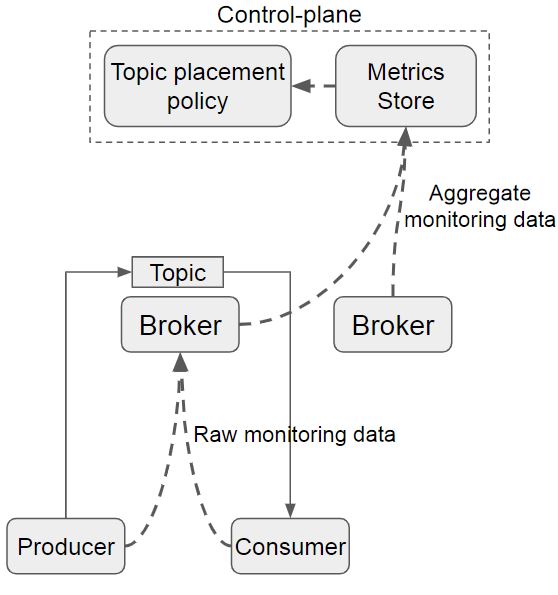 Control-plane
Topic placement
policy
Metrics
Store
Aggregate
monitoring data
Topic
Broker
Broker
Raw monitoring data
Producer
Consumer